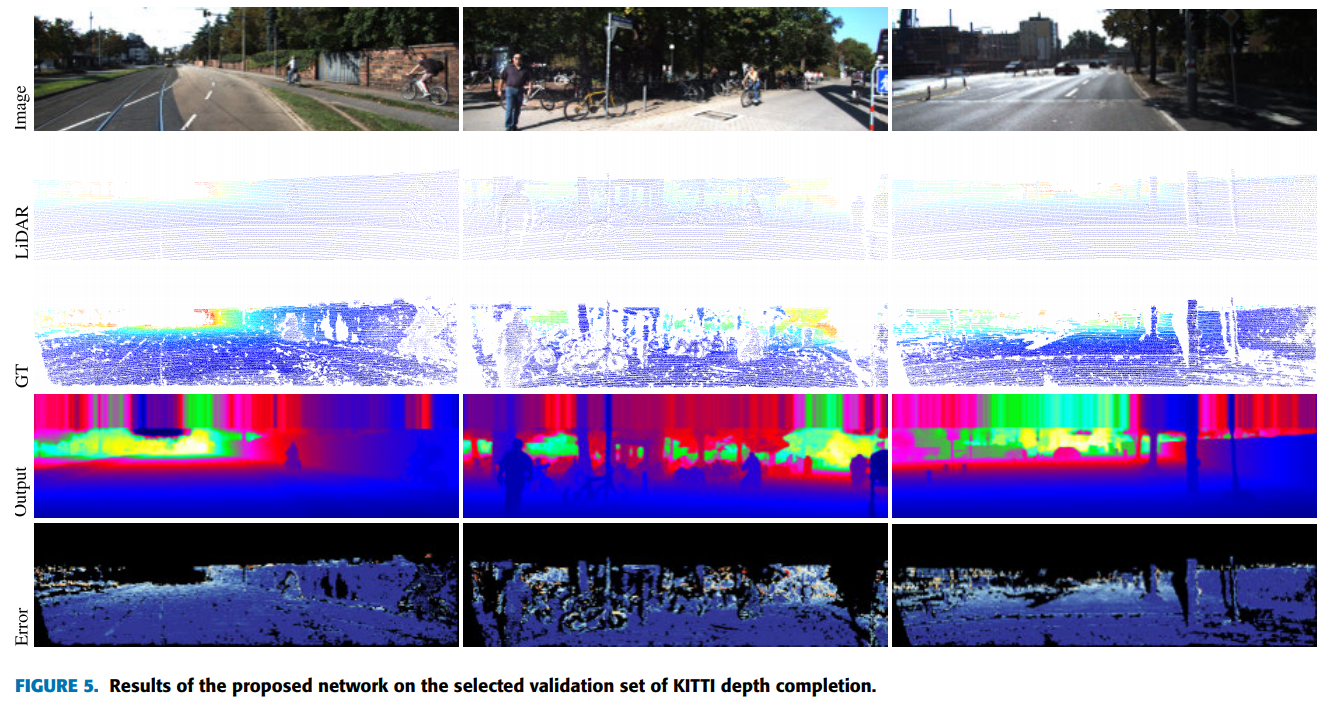 Image
LiDAR
GT
Output
Error
FIGURE 5. Results of the proposed network on the selected validation set of KITTI depth completion.